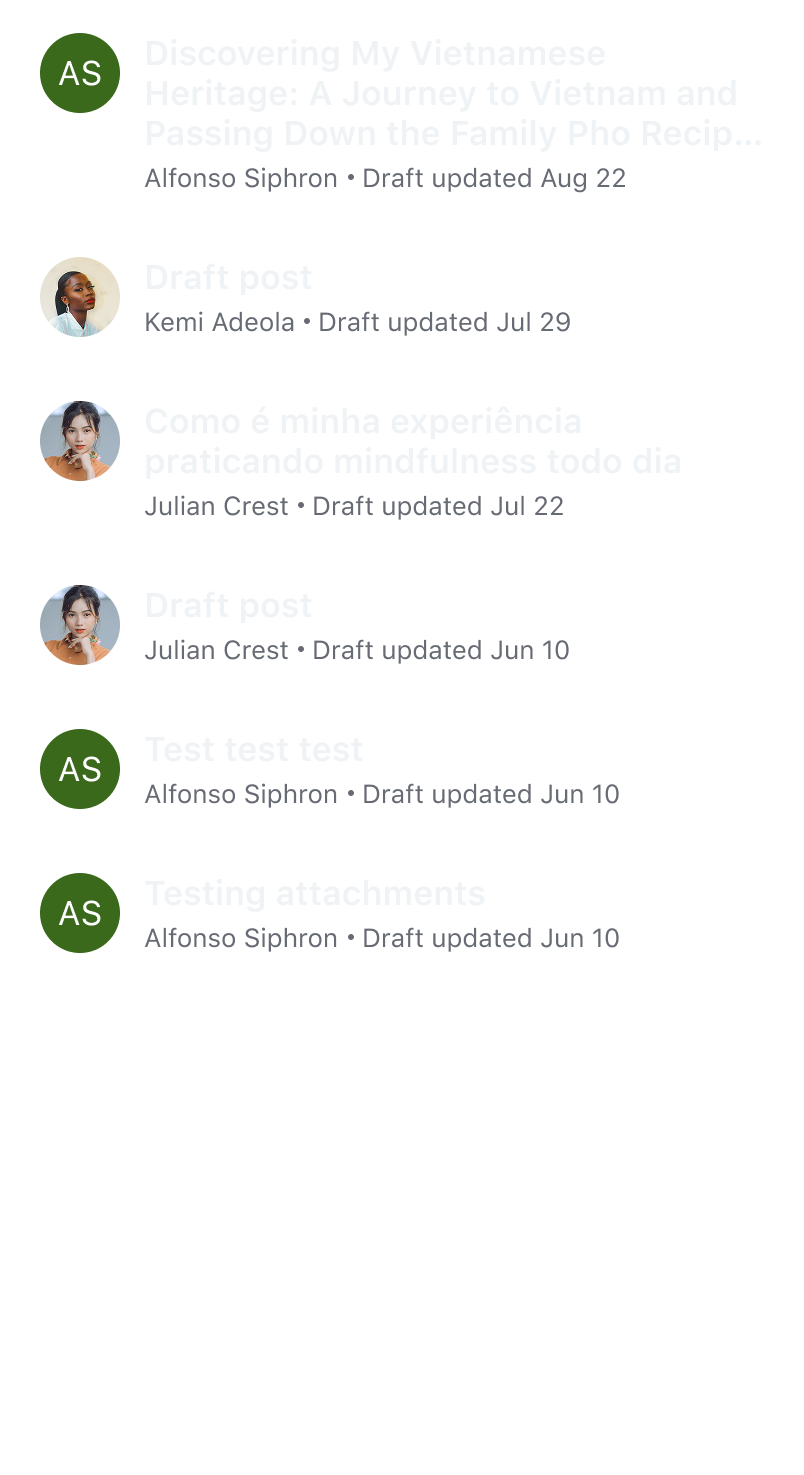 AS
Discovering My Vietnamese
Heritage: A Journey to Vietnam and
Passing Down the Family Pho Recip...
Alfonso Siphron • Draft updated Aug 22
Draft post
Kemi Adeola • Draft updated Jul 29
Como é minha experiência
praticando mindfulness todo dia
Julian Crest • Draft updated Jul 22
Draft post
Julian Crest • Draft updated Jun 10
AS
Test test test
Alfonso Siphron • Draft updated Jun 10
AS
Testing attachments
Alfonso Siphron • Draft updated Jun 10